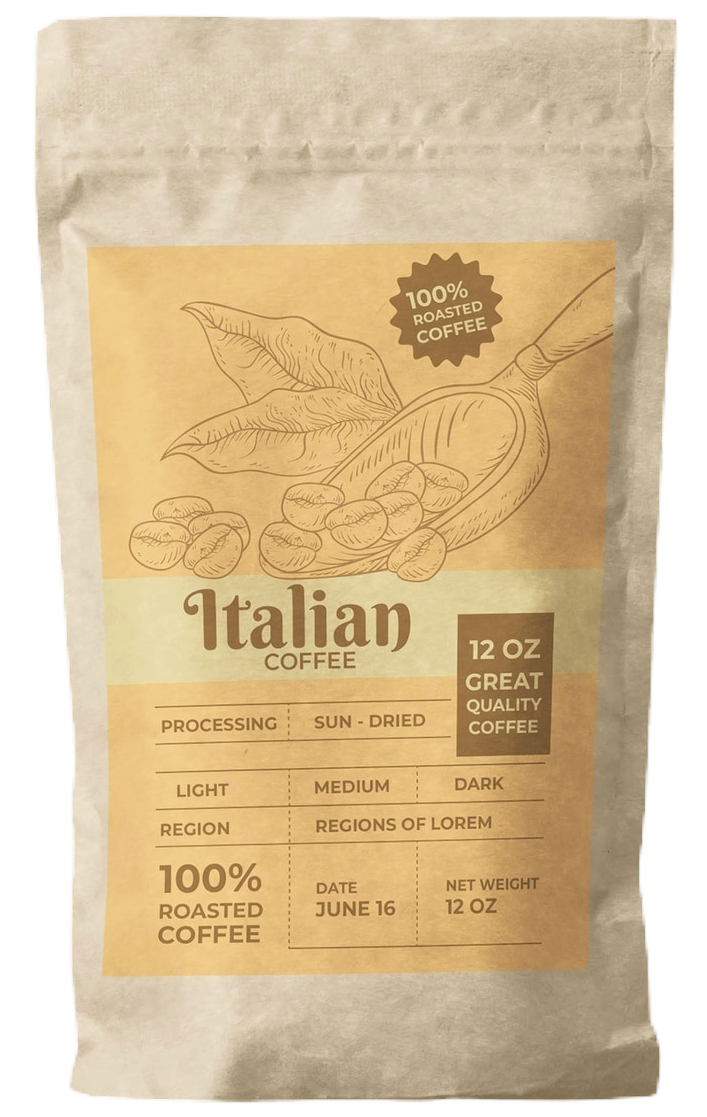 100%
ROASTED
COFFEE
Italian
COFFEE
12 OZ
GREAT
QUALITY
COFFEE
PROCESSING SUN - DRIED
LIGHT MEDIUM DARK
REGION REGIONS OF LOREM
100%
ROASTED
COFFEE
DATE
JUNE 16
NET WEIGHT
12 OZ